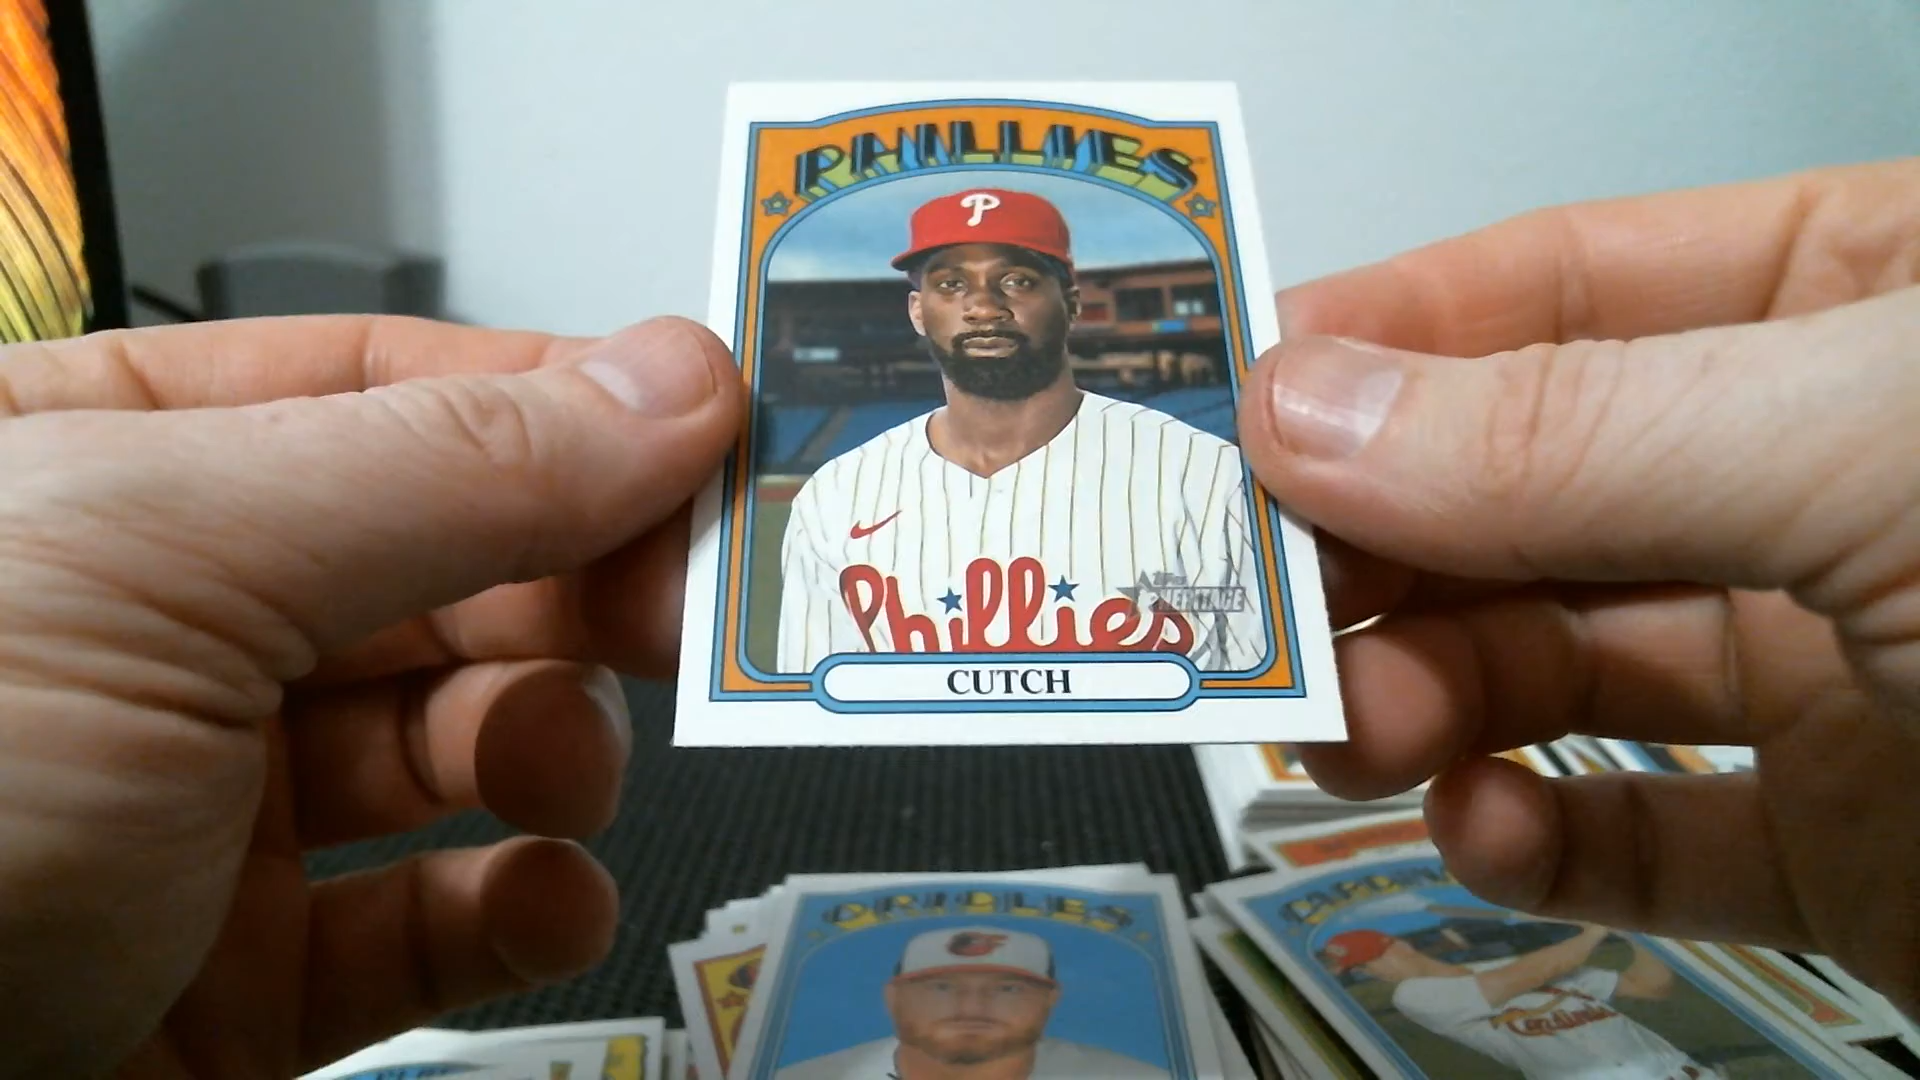 PHILLIES
P
Phillies
Topps
HERITAGE
CUTCH
ORIOLES
Cardinals